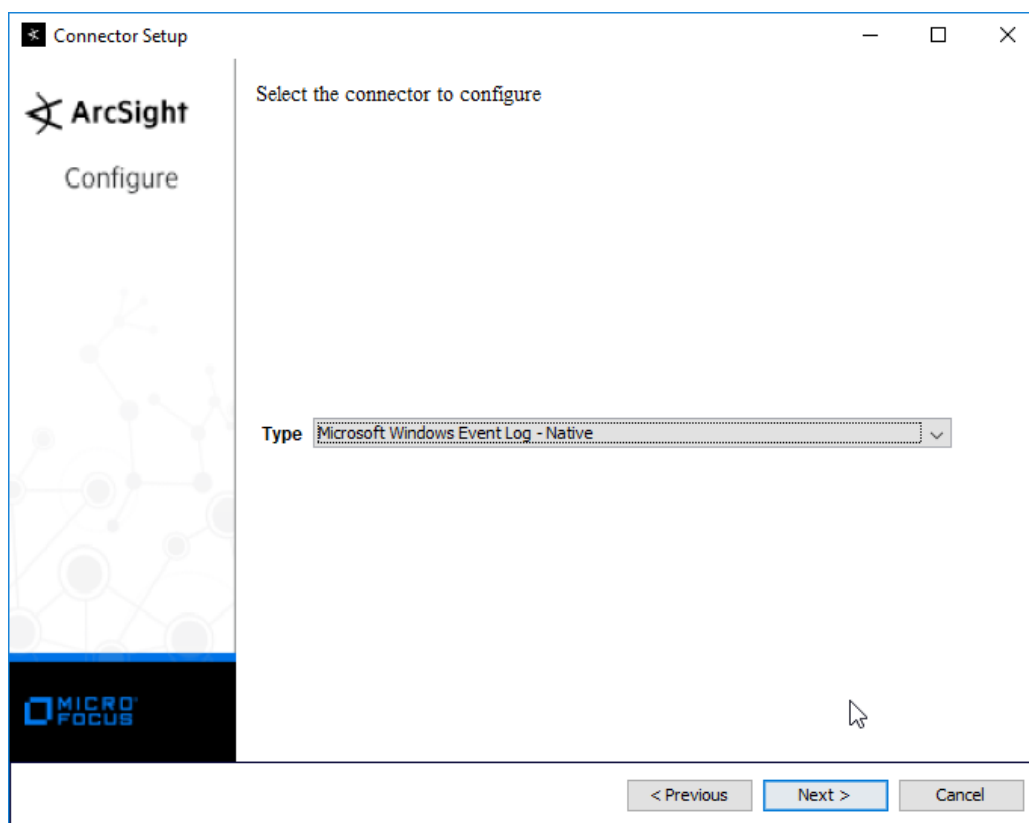 Connector Setup
ArcSight
Configure
Select the connector to configure
Type Microsoft Windows Event Log - Native
MICRO
FOCUS
< Previous Next > Cancel